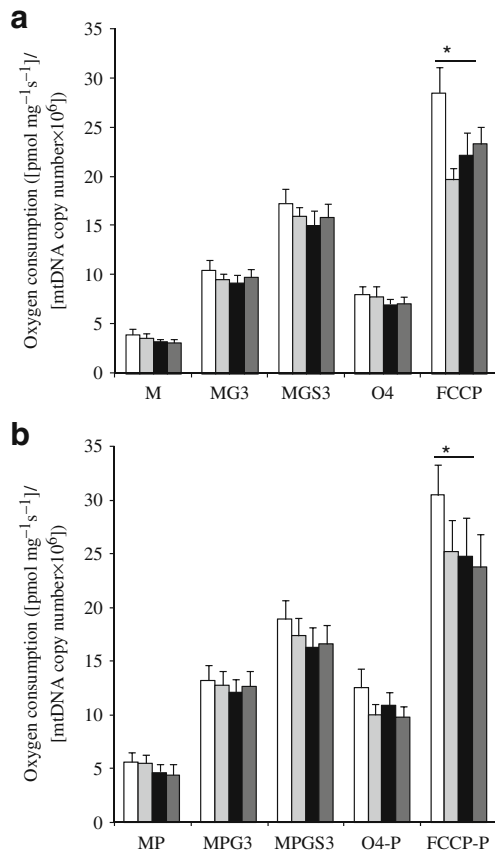 a
Oxygen consumption ([pmol mg⁻¹s⁻¹]/
[mtDNA copy number×10⁶])
35
30
25
20
15
10
5
0
*
M MG3 MGS3 O4 FCCP
b
Oxygen consumption ([pmol mg⁻¹s⁻¹]/
[mtDNA copy number×10⁶])
35
30
25
20
15
10
5
0
*
MP MPG3 MPGS3 O4-P FCCP-P